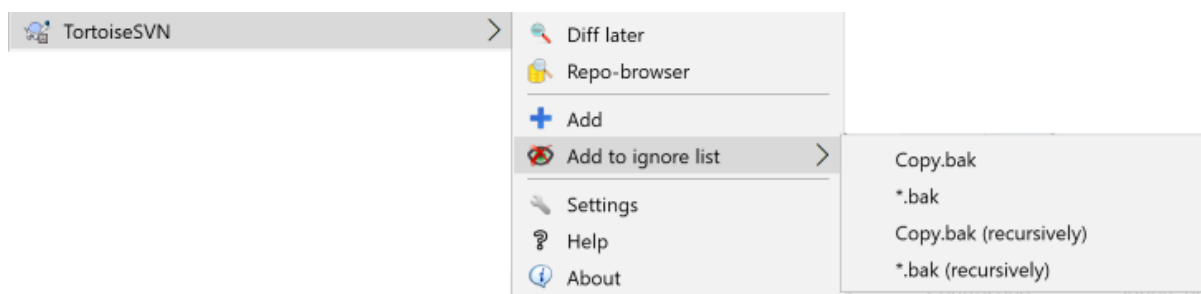 TortoiseSVN
Diff later
Repo-browser
Add
Add to ignore list
Copy.bak
*.bak
Copy.bak (recursively)
*.bak (recursively)
Settings
Help
About